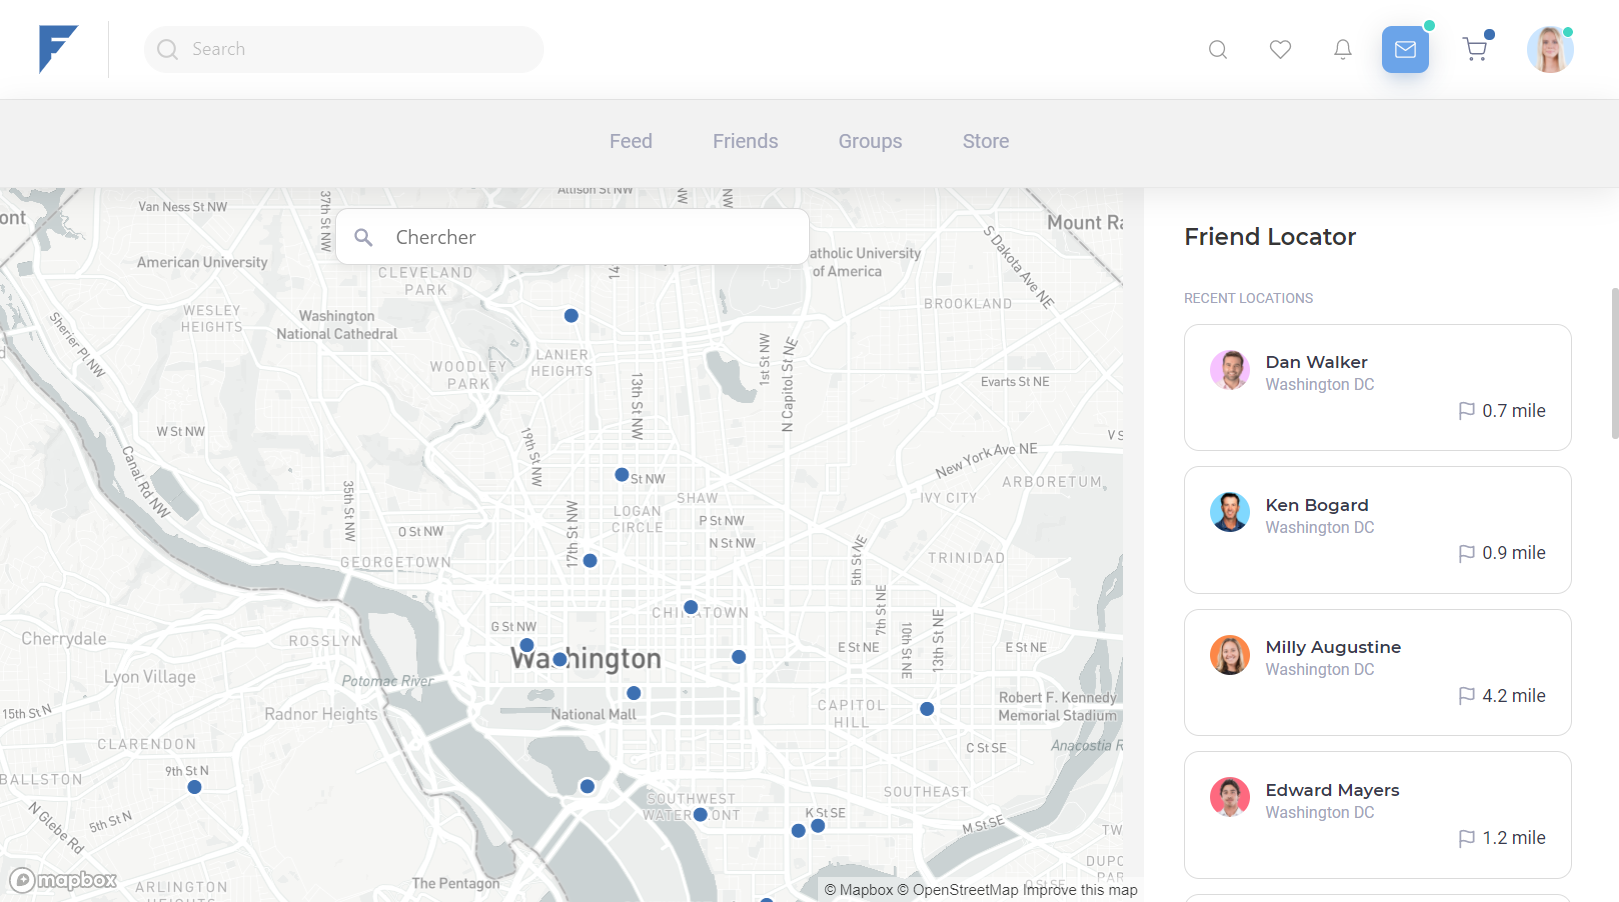 Search
Feed
Friends
Groups
Store
Allison St NW
Van Ness St NW
37th St NW
Chercher
Mount Ra
ont
American University
CLEVELAND
PARK
atholic University
of America
S Dakota Ave NE
WESLEY
HEIGHTS
Washington
National Cathedral
BROOKLAND
Sherier Pl NW
LANIER
HEIGHTS
WOODLEY
PARK
13th St NW
1st St NW
N Capitol St NE
Evarts St NE
W St NW
19th St NW
Canal Rd NW
New York Ave NE
35th St NW
St NW
SHAW
IVY CITY
ARBORETUM
LOGAN
CIRCLE
17th St NW
P St NW
N St NW
O St NW
GEORGETOWN
5th St NE
TRINIDAD
7th St NE
10th St NE
13th St NE
CHINATOWN
G St NW
Washington
E St NE
E St NE
Cherrydale
ROSSLYN
Lyon Village
Potomac River
15th St N
Radnor Heights
National Mall
CAPITOL
HILL
Robert F. Kennedy
Memorial Stadium
CLARENDON
C St SE
Anacostia R
BALLSTON
9th St N
N Glebe Rd
5th St N
SOUTHWEST
WATERFRONT
SOUTHEAST
K St SE
M St SE
TW
DUPO
PAR
The Pentagon
ARLINGTON
HEIGHTS
mapbox
© Mapbox © OpenStreetMap Improve this map
Friend Locator
RECENT LOCATIONS
Dan Walker
Washington DC
0.7 mile
Ken Bogard
Washington DC
0.9 mile
Milly Augustine
Washington DC
4.2 mile
Edward Mayers
Washington DC
1.2 mile